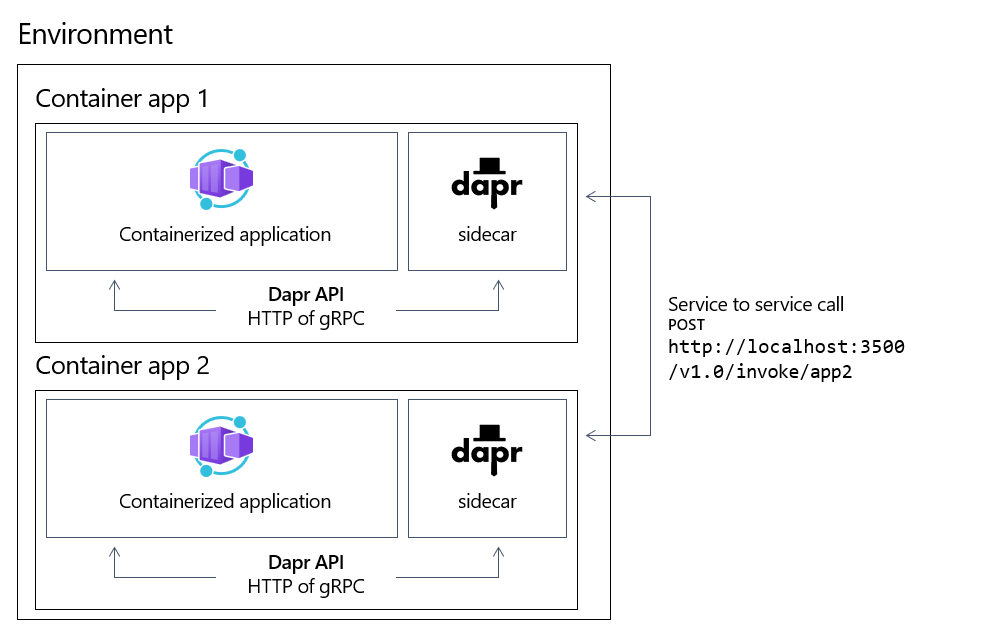 Environment
Container app 1
dapr
Containerized application
sidecar
Dapr API
HTTP of gRPC
Service to service call
POST
http://localhost:3500
/v1.0/invoke/app2
Container app 2
dapr
Containerized application
sidecar
Dapr API
HTTP of gRPC